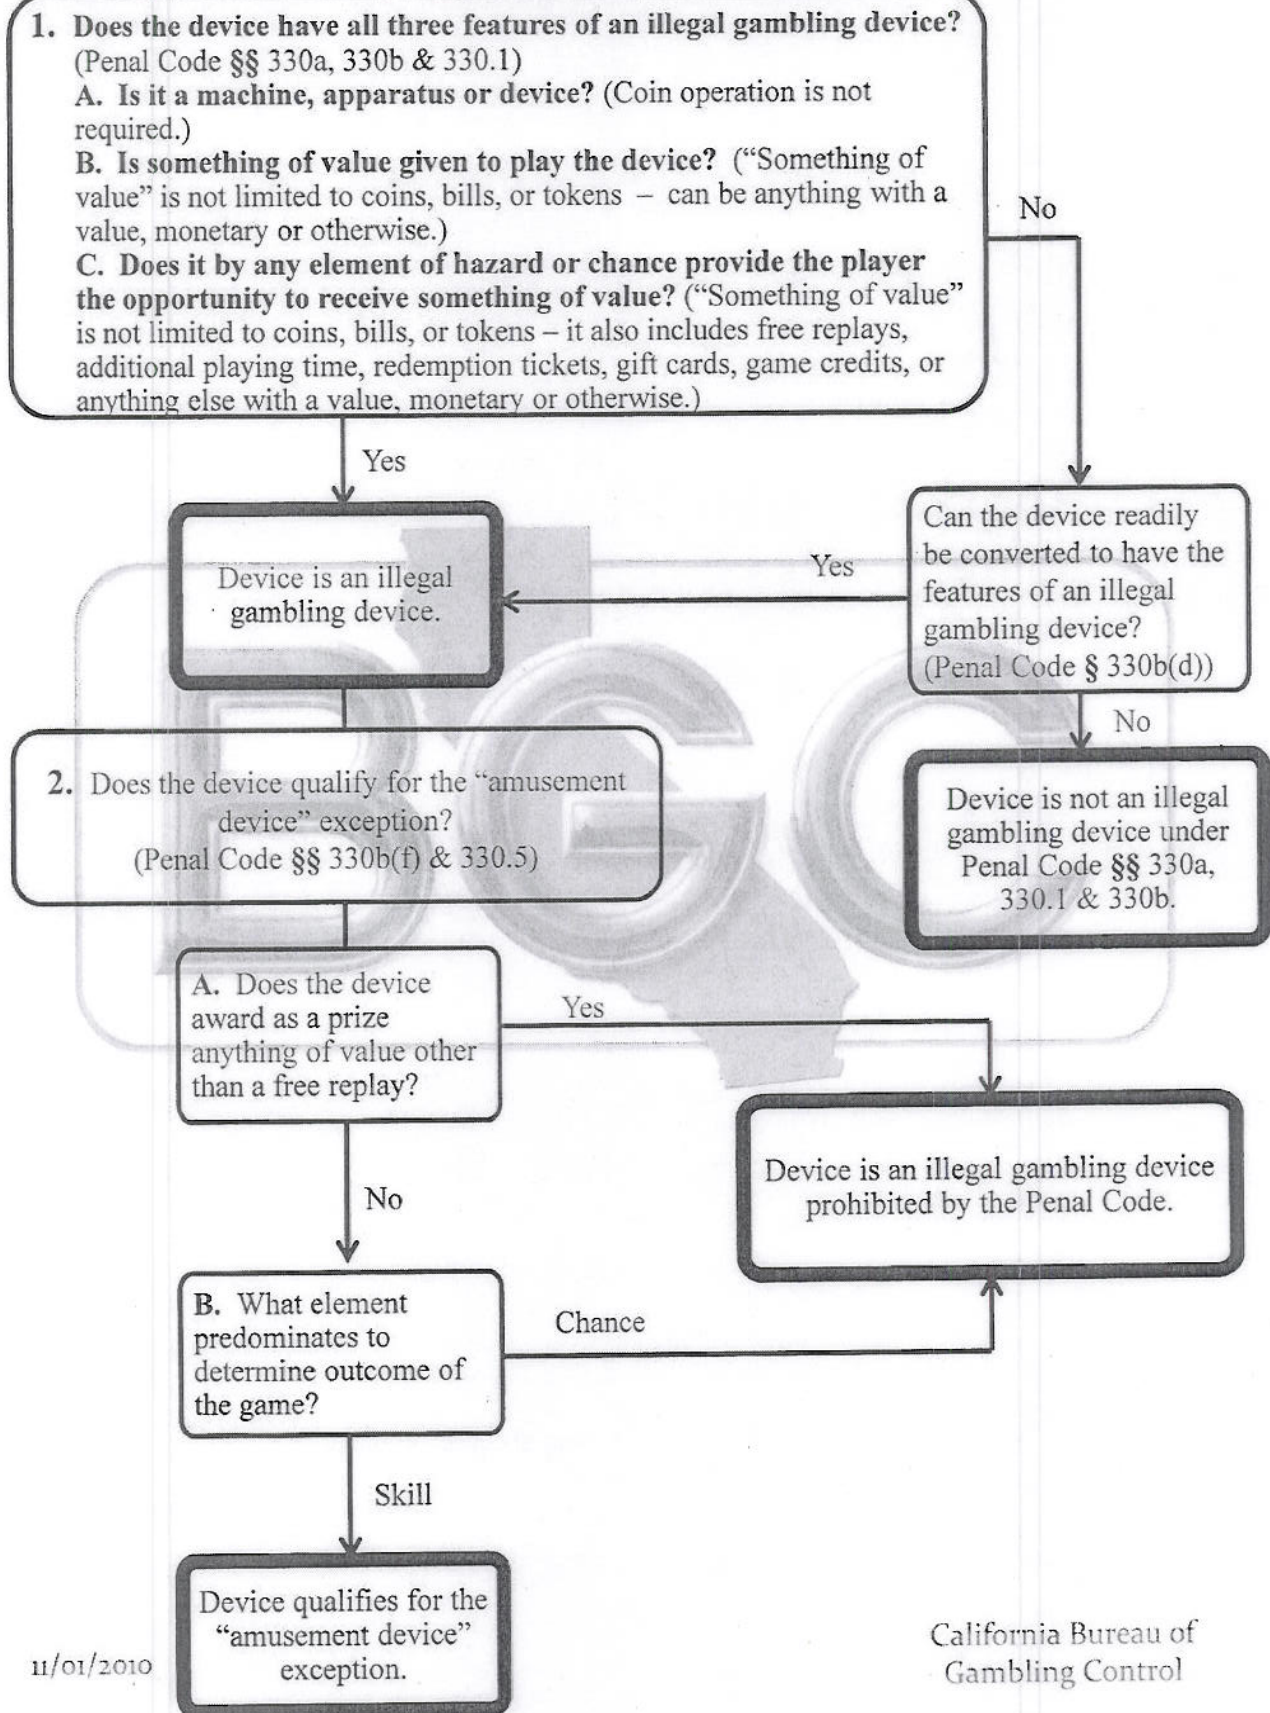 1. Does the device have all three features of an illegal gambling device?
(Penal Code §§ 330a, 330b & 330.1)
A. Is it a machine, apparatus or device? (Coin operation is not
required.)
B. Is something of value given to play the device? (“Something of
value” is not limited to coins, bills, or tokens – can be anything with a
value, monetary or otherwise.)
C. Does it by any element of hazard or chance provide the player
the opportunity to receive something of value? (“Something of value”
is not limited to coins, bills, or tokens – it also includes free replays,
additional playing time, redemption tickets, gift cards, game credits, or
anything else with a value, monetary or otherwise.)
No
Yes
Device is an illegal
gambling device.
Yes
Can the device readily
be converted to have the
features of an illegal
gambling device?
(Penal Code § 330b(d))
No
Device is not an illegal
gambling device under
Penal Code §§ 330a,
330.1 & 330b.
2. Does the device qualify for the “amusement
device” exception?
(Penal Code §§ 330b(f) & 330.5)
BGC
A. Does the device
award as a prize
anything of value other
than a free replay?
Yes
Device is an illegal gambling device
prohibited by the Penal Code.
No
B. What element
predominates to
determine outcome of
the game?
Chance
Skill
Device qualifies for the
“amusement device”
exception.
11/01/2010
California Bureau of
Gambling Control